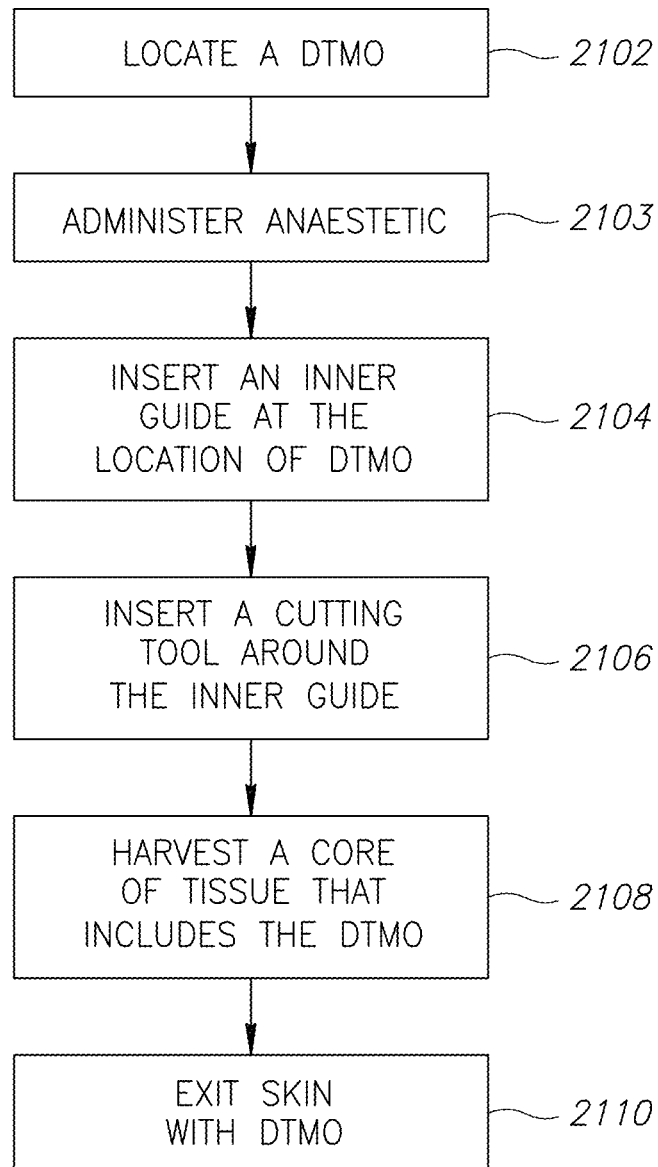 LOCATE A DTMO
2102
ADMINISTER ANAESTETIC
2103
INSERT AN INNER
GUIDE AT THE
LOCATION OF DTMO
2104
INSERT A CUTTING
TOOL AROUND
THE INNER GUIDE
2106
HARVEST A CORE
OF TISSUE THAT
INCLUDES THE DTMO
2108
EXIT SKIN
WITH DTMO
2110